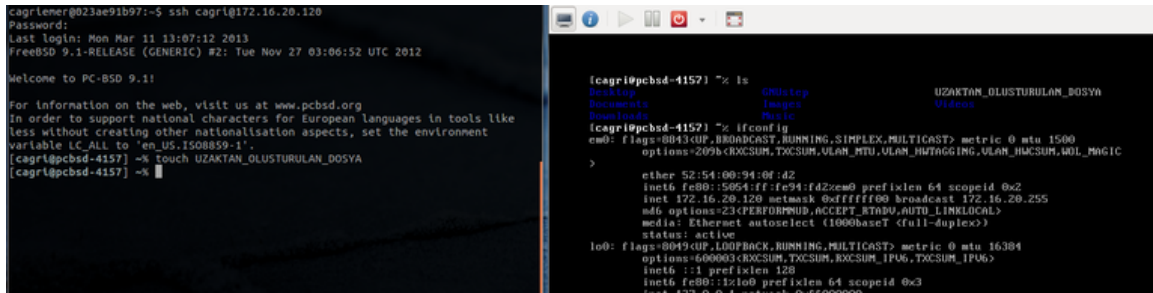 cagriemer@023ae91b97:~$ ssh cagri@172.16.20.120
Password:
Last login: Mon Mar 11 13:07:12 2013
FreeBSD 9.1-RELEASE (GENERIC) #2: Tue Nov 27 03:06:52 UTC 2012
Welcome to PC-BSD 9.1!
For information on the web, visit us at www.pcbsd.org
In order to support national characters for European languages in tools like
less without creating other nationalisation aspects, set the environment
variable LC_ALL to 'en_US.ISO8859-1'.
[cagri@pcbsd-4157] ~% touch UZAKTAN_OLUSTURULAN_DOSYA
[cagri@pcbsd-4157] ~%
[cagri@pcbsd-4157] ~% ls
Desktop GNUstep UZAKTAN_OLUSTURULAN_DOSYA
Documents Images Videos
Downloads Music
[cagri@pcbsd-4157] ~% ifconfig
em0: flags=8843<UP,BROADCAST,RUNNING,SIMPLEX,MULTICAST> metric 0 mtu 1500
options=209b<RXCSUM,TXCSUM,VLAN_MTU,VLAN_HWTAGGING,VLAN_HWCSUM,WOL_MAGIC
>
ether 52:54:00:94:0f:d2
inet6 fe80::5054:ff:fe94:fd2%em0 prefixlen 64 scopeid 0x2
inet 172.16.20.120 netmask 0xffffff00 broadcast 172.16.20.255
nd6 options=23<PERFORMNUD,ACCEPT_RTADV,AUTO_LINKLOCAL>
media: Ethernet autoselect (1000baseT <full-duplex>)
status: active
lo0: flags=8049<UP,LOOPBACK,RUNNING,MULTICAST> metric 0 mtu 16384
options=600003<RXCSUM,TXCSUM,RXCSUM_IPV6,TXCSUM_IPV6>
inet6 ::1 prefixlen 128
inet6 fe80::1%lo0 prefixlen 64 scopeid 0x3